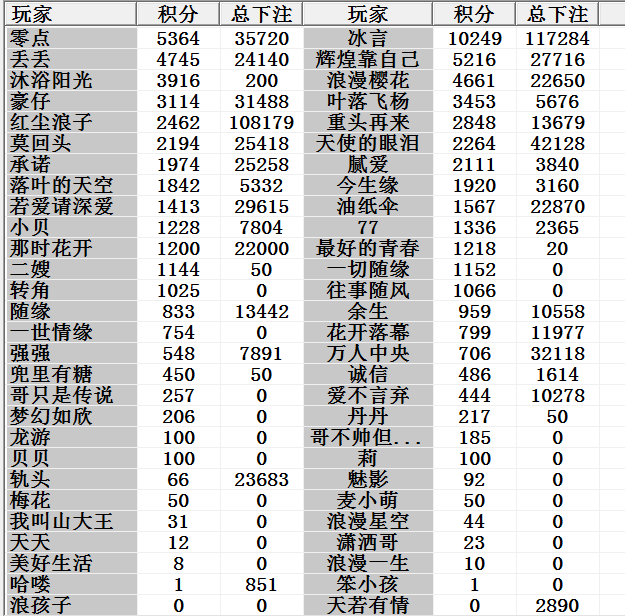 玩家 积分 总下注 玩家 积分 总下注
零点 5364 35720 冰言 10249 117284
丢丢 4745 24140 辉煌靠自己 5216 27716
沐浴阳光 3916 200 浪漫樱花 4661 22650
豪仔 3114 31488 叶落飞杨 3453 5676
红尘浪子 2462 108179 重头再来 2848 13679
莫回头 2194 25418 天使的眼泪 2264 42128
承诺 1974 25258 腻爱 2111 3840
落叶的天空 1842 5332 今生缘 1920 3160
若爱请深爱 1413 29615 油纸伞 1567 22870
小贝 1228 7804 77 1336 2365
那时花开 1200 22000 最好的青春 1218 20
二嫂 1144 50 一切随缘 1152 0
转角 1025 0 往事随风 1066 0
随缘 833 13442 余生 959 10558
一世情缘 754 0 花开落幕 799 11977
强强 548 7891 万人中央 706 32118
兜里有糖 450 50 诚信 486 1614
哥只是传说 257 0 爱不言弃 444 10278
梦幻如欣 206 0 丹丹 217 50
龙游 100 0 哥不帅但... 185 0
贝贝 100 0 莉 100 0
轨头 66 23683 魅影 92 0
梅花 50 0 麦小萌 50 0
我叫山大王 31 0 浪漫星空 44 0
天天 12 0 潇洒哥 23 0
美好生活 8 0 浪漫一生 10 0
哈喽 1 851 笨小孩 1 0
浪孩子 0 0 天若有情 0 2890